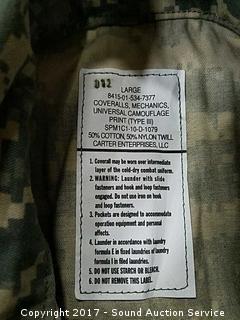 012
LARGE
8415-01-534-7377
COVERALLS, MECHANICS,
UNIVERSAL CAMOUFLAGE
PRINT (TYPE III)
SPM1C1-10-D-1079
50% COTTON, 50% NYLON TWILL
CARTER ENTERPRISES, LLC
1. Coverall may be worn over intermediate
layer of the cold-dry combat uniform.
2. WARNING: Launder with slide
fasteners and hook and loop fasteners
engaged. Do not use iron on hook
and loop fasteners.
3. Pockets are designed to accommodate
operation equipment and personal
effects.
4. Launder in accordance with laundry
formula E in fixed laundries of laundry
formula I in filed laundries.
5. DO NOT USE STARCH OR BLEACH.
6. DO NOT REMOVE THIS LABEL.
Copyright 2017 - Sound Auction Service